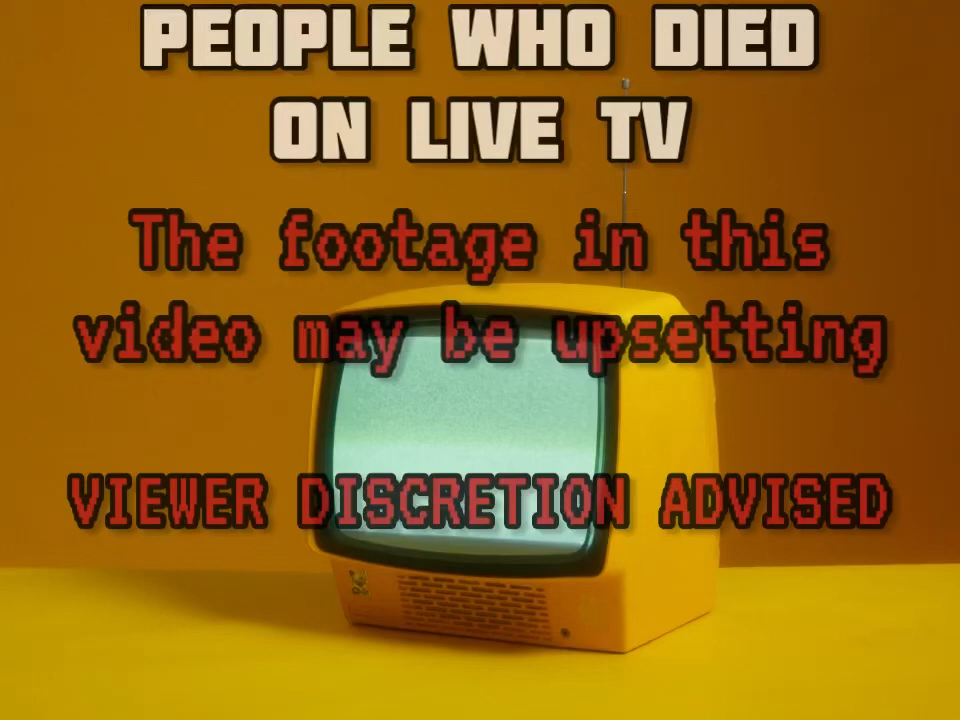 PEOPLE WHO DIED
ON LIVE TV
The footage in this
video may be upsetting
VIEWER DISCRETION ADVISED